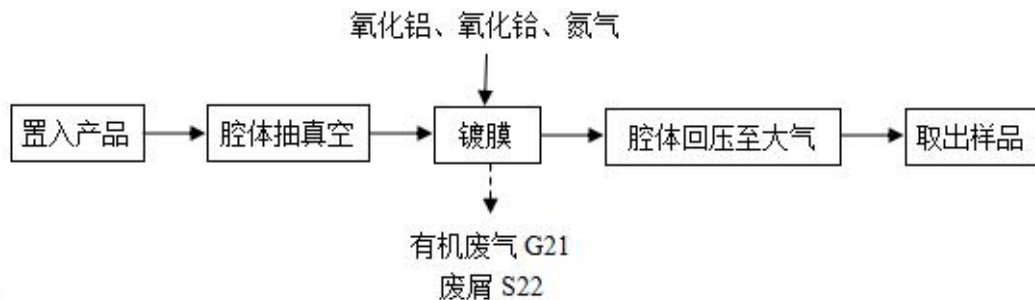 氧化铝、氧化铪、氮气
置入产品
腔体抽真空
镀膜
腔体回压至大气
取出样品
有机废气 G21
废屑 S22